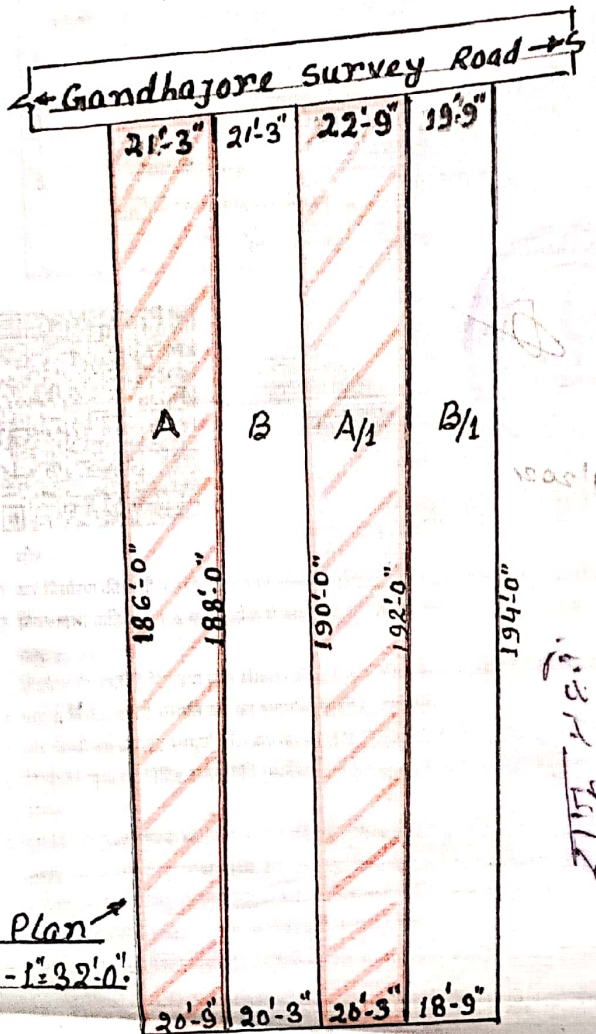 Gandhajore Survey Road
21'-3" 21'-3" 22'-9" 19'-9"
A B A/1 B/1
186'-0" 188'-0" 190'-0" 192'-0" 194'-0"
Plan
-1"=32'-0".
20'-9" 20'-3" 20'-3" 18'-9"